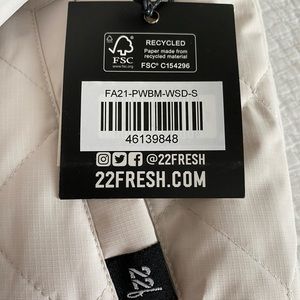 FSC
www.fsc.org
RECYCLED
Paper made from
recycled material
FSC® C154296
FA21-PWBM-WSD-S
46139848
@22FRESH
22FRESH.COM
22